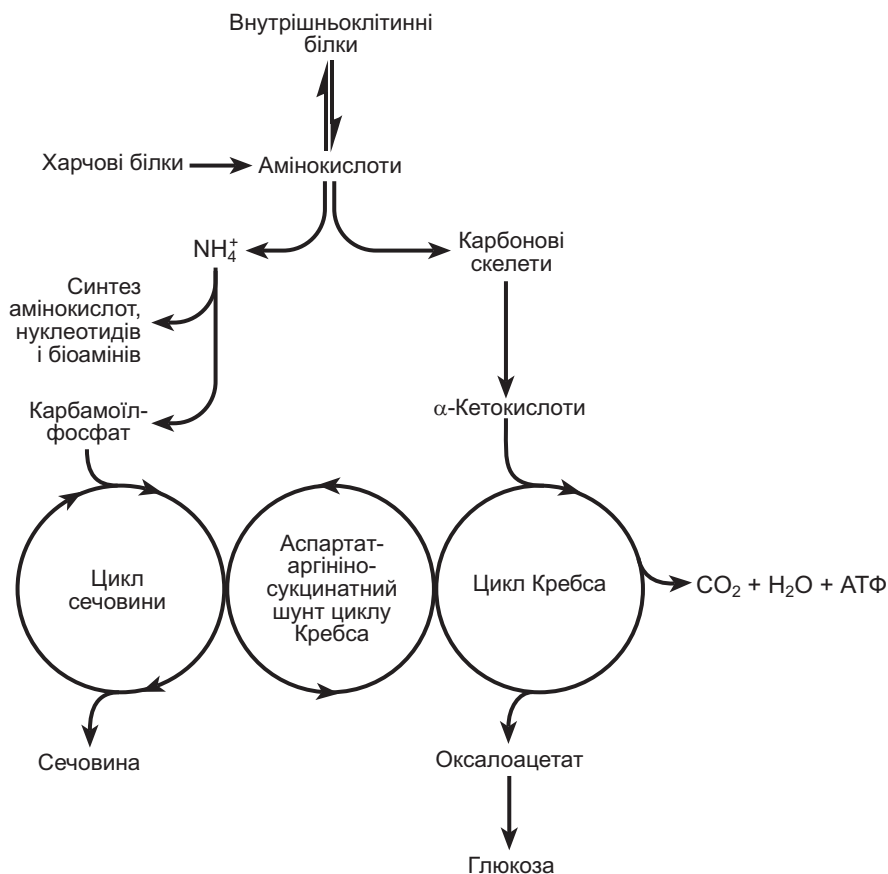 Внутрішньоклітинні
білки
Харчові білки
Амінокислоти
NH₄⁺
Карбонові
скелети
Синтез
амінокислот,
нуклеотидів
і біоамінів
Карбамоїл-
фосфат
α-Кетокислоти
Цикл
сечовини
Аспартат-
аргініно-
сукцинатний
шунт циклу
Кребса
Цикл Кребса
CO₂ + H₂O + АТФ
Сечовина
Оксалоацетат
Глюкоза